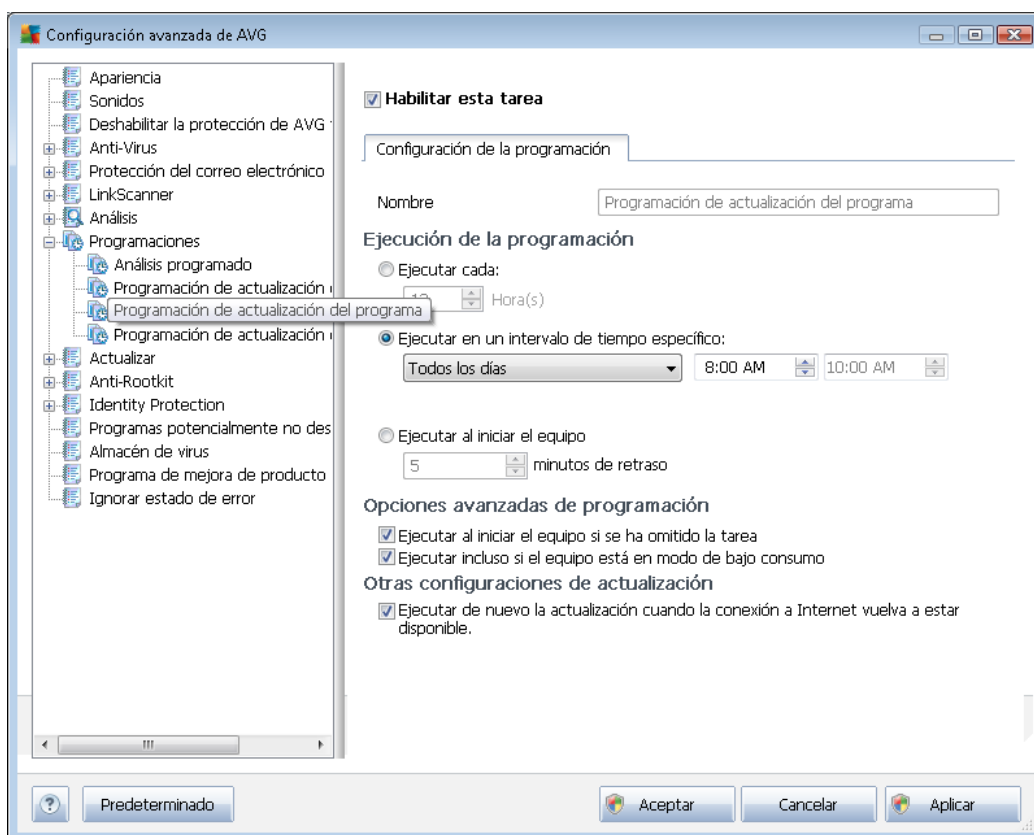 Configuración avanzada de AVG
Apariencia
Sonidos
Deshabilitar la protección de AVG
Anti-Virus
Protección del correo electrónico
LinkScanner
Análisis
Programaciones
Análisis programado
Programación de actualización
Programación de actualización del programa
Programación de actualización
Actualizar
Anti-Rootkit
Identity Protection
Programas potencialmente no des
Almacén de virus
Programa de mejora de producto
Ignorar estado de error
Habilitar esta tarea
Configuración de la programación
Nombre Programación de actualización del programa
Ejecución de la programación
Ejecutar cada:
Hora(s)
Ejecutar en un intervalo de tiempo específico:
Todos los días 8:00 AM 10:00 AM
Ejecutar al iniciar el equipo
5 minutos de retraso
Opciones avanzadas de programación
Ejecutar al iniciar el equipo si se ha omitido la tarea
Ejecutar incluso si el equipo está en modo de bajo consumo
Otras configuraciones de actualización
Ejecutar de nuevo la actualización cuando la conexión a Internet vuelva a estar
disponible.
? Predeterminado Aceptar Cancelar Aplicar